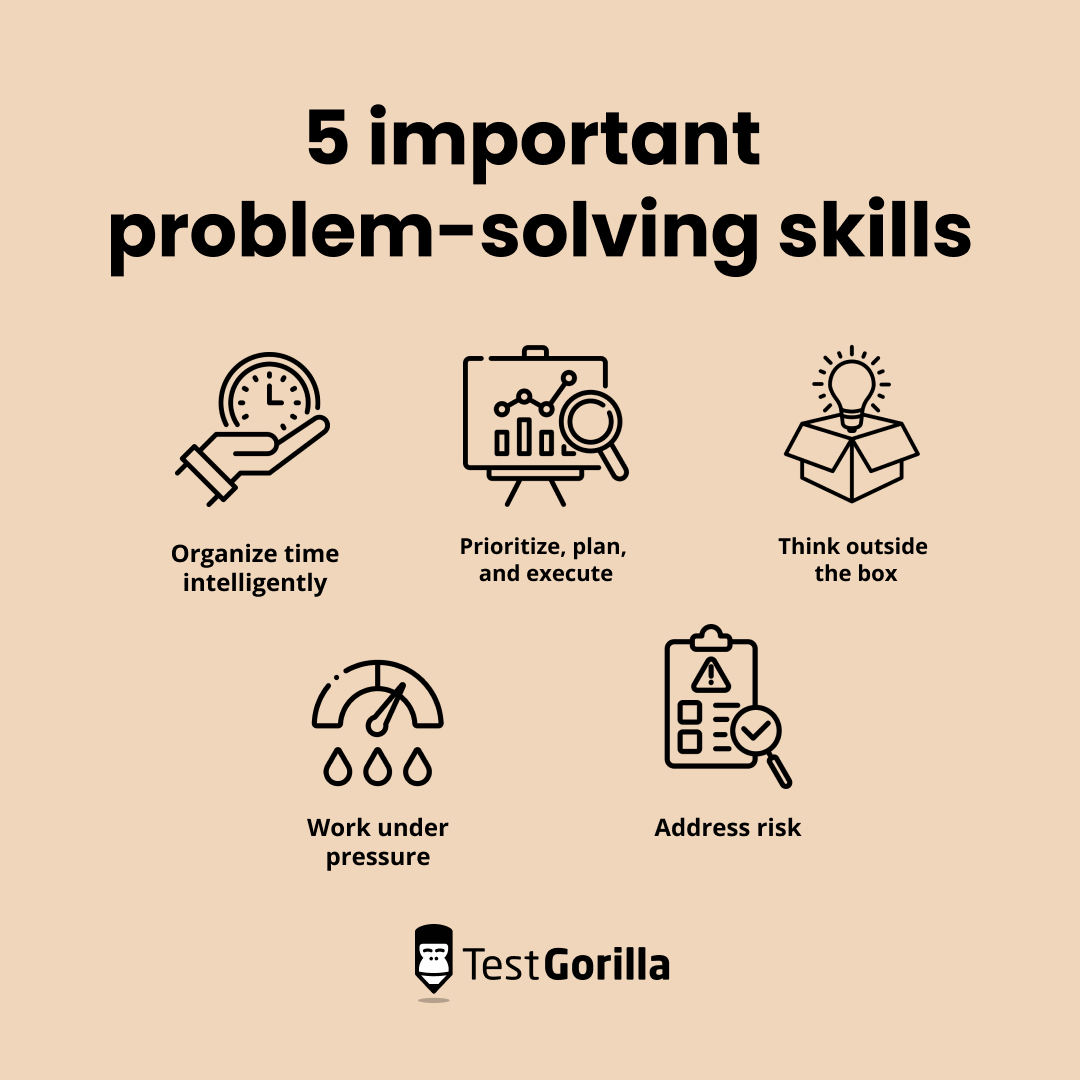 5 important
problem-solving skills
Organize time
intelligently
Prioritize, plan,
and execute
Think outside
the box
Work under
pressure
Address risk
TestGorilla